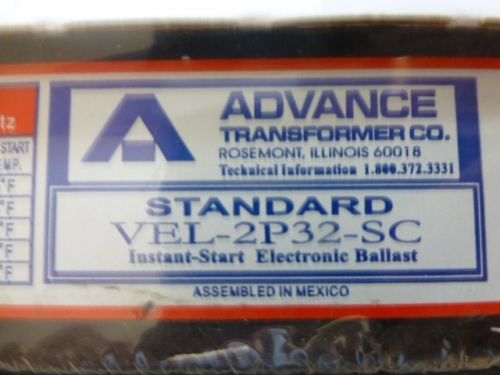 tz
START
M.P.
°F
°F
°F
°F
°F
ADVANCE
TRANSFORMER CO.
ROSEMONT, ILLINOIS 60018
Technical Information 1.800.372.3331
STANDARD
VEL-2P32-SC
Instant-Start Electronic Ballast
ASSEMBLED IN MEXICO